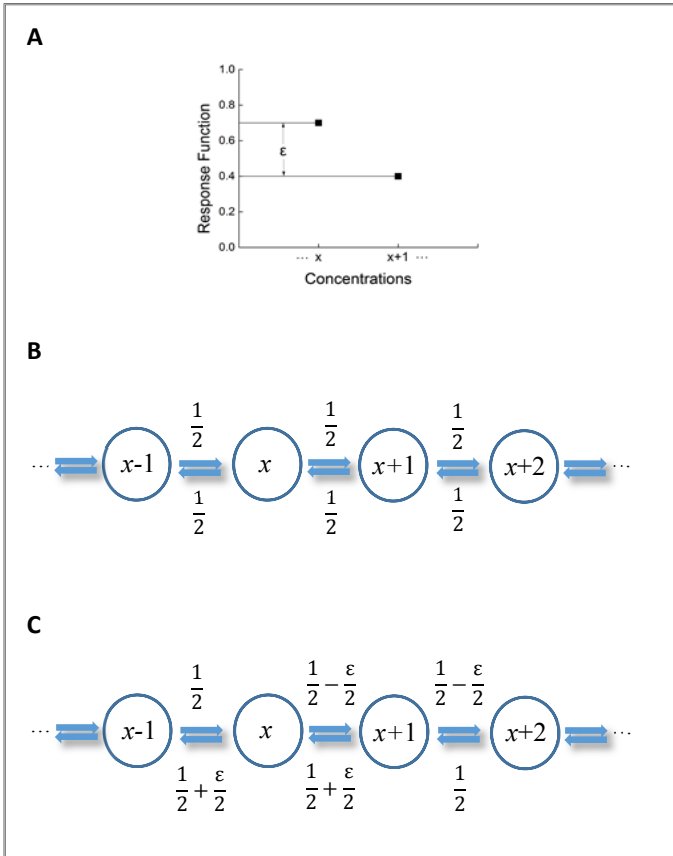 A
Response Function
1.0
0.8
0.6
0.4
0.2
0.0
ε
··· x x+1 ···
Concentrations
B
1/2 1/2 1/2
··· x-1 x x+1 x+2 ···
1/2 1/2 1/2
C
1/2 1/2 − ε/2 1/2 − ε/2
··· x-1 x x+1 x+2 ···
1/2 + ε/2 1/2 + ε/2 1/2